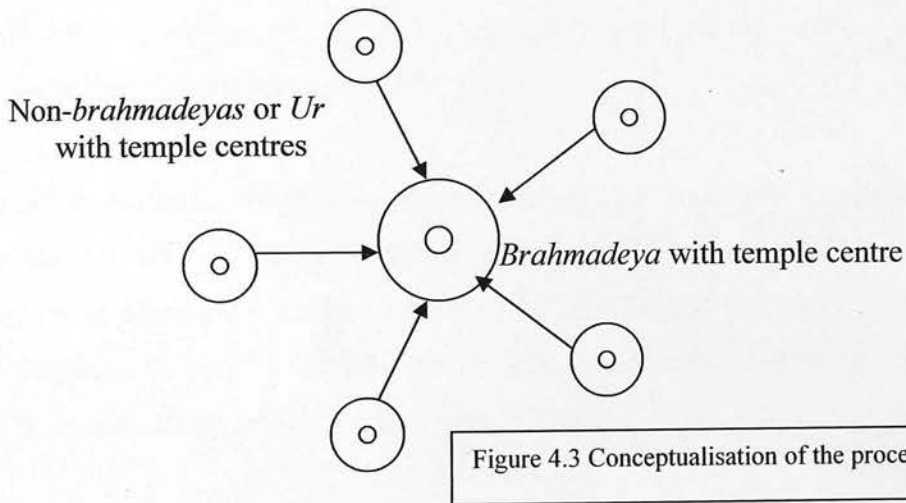 Non-brahmadeyas or Ur
with temple centres
Brahmadeya with temple centre
Figure 4.3 Conceptualisation of the proce